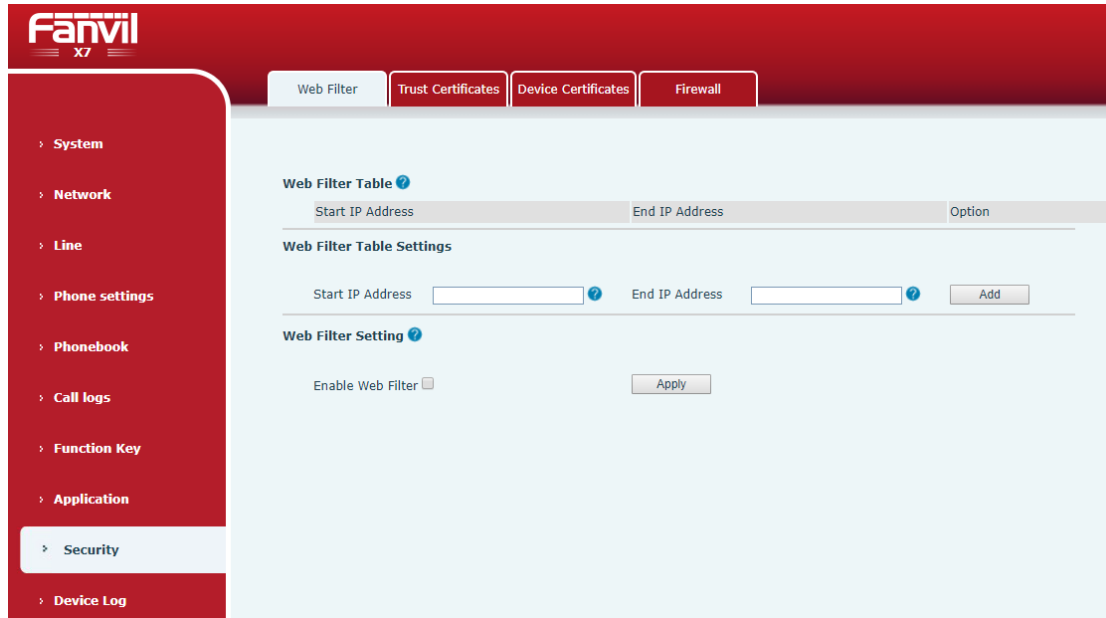 Fanvil
X7
Web Filter
Trust Certificates
Device Certificates
Firewall
› System
› Network
› Line
› Phone settings
› Phonebook
› Call logs
› Function Key
› Application
› Security
› Device Log
Web Filter Table ?
Start IP Address End IP Address Option
Web Filter Table Settings
Start IP Address ? End IP Address ? Add
Web Filter Setting ?
Enable Web Filter Apply